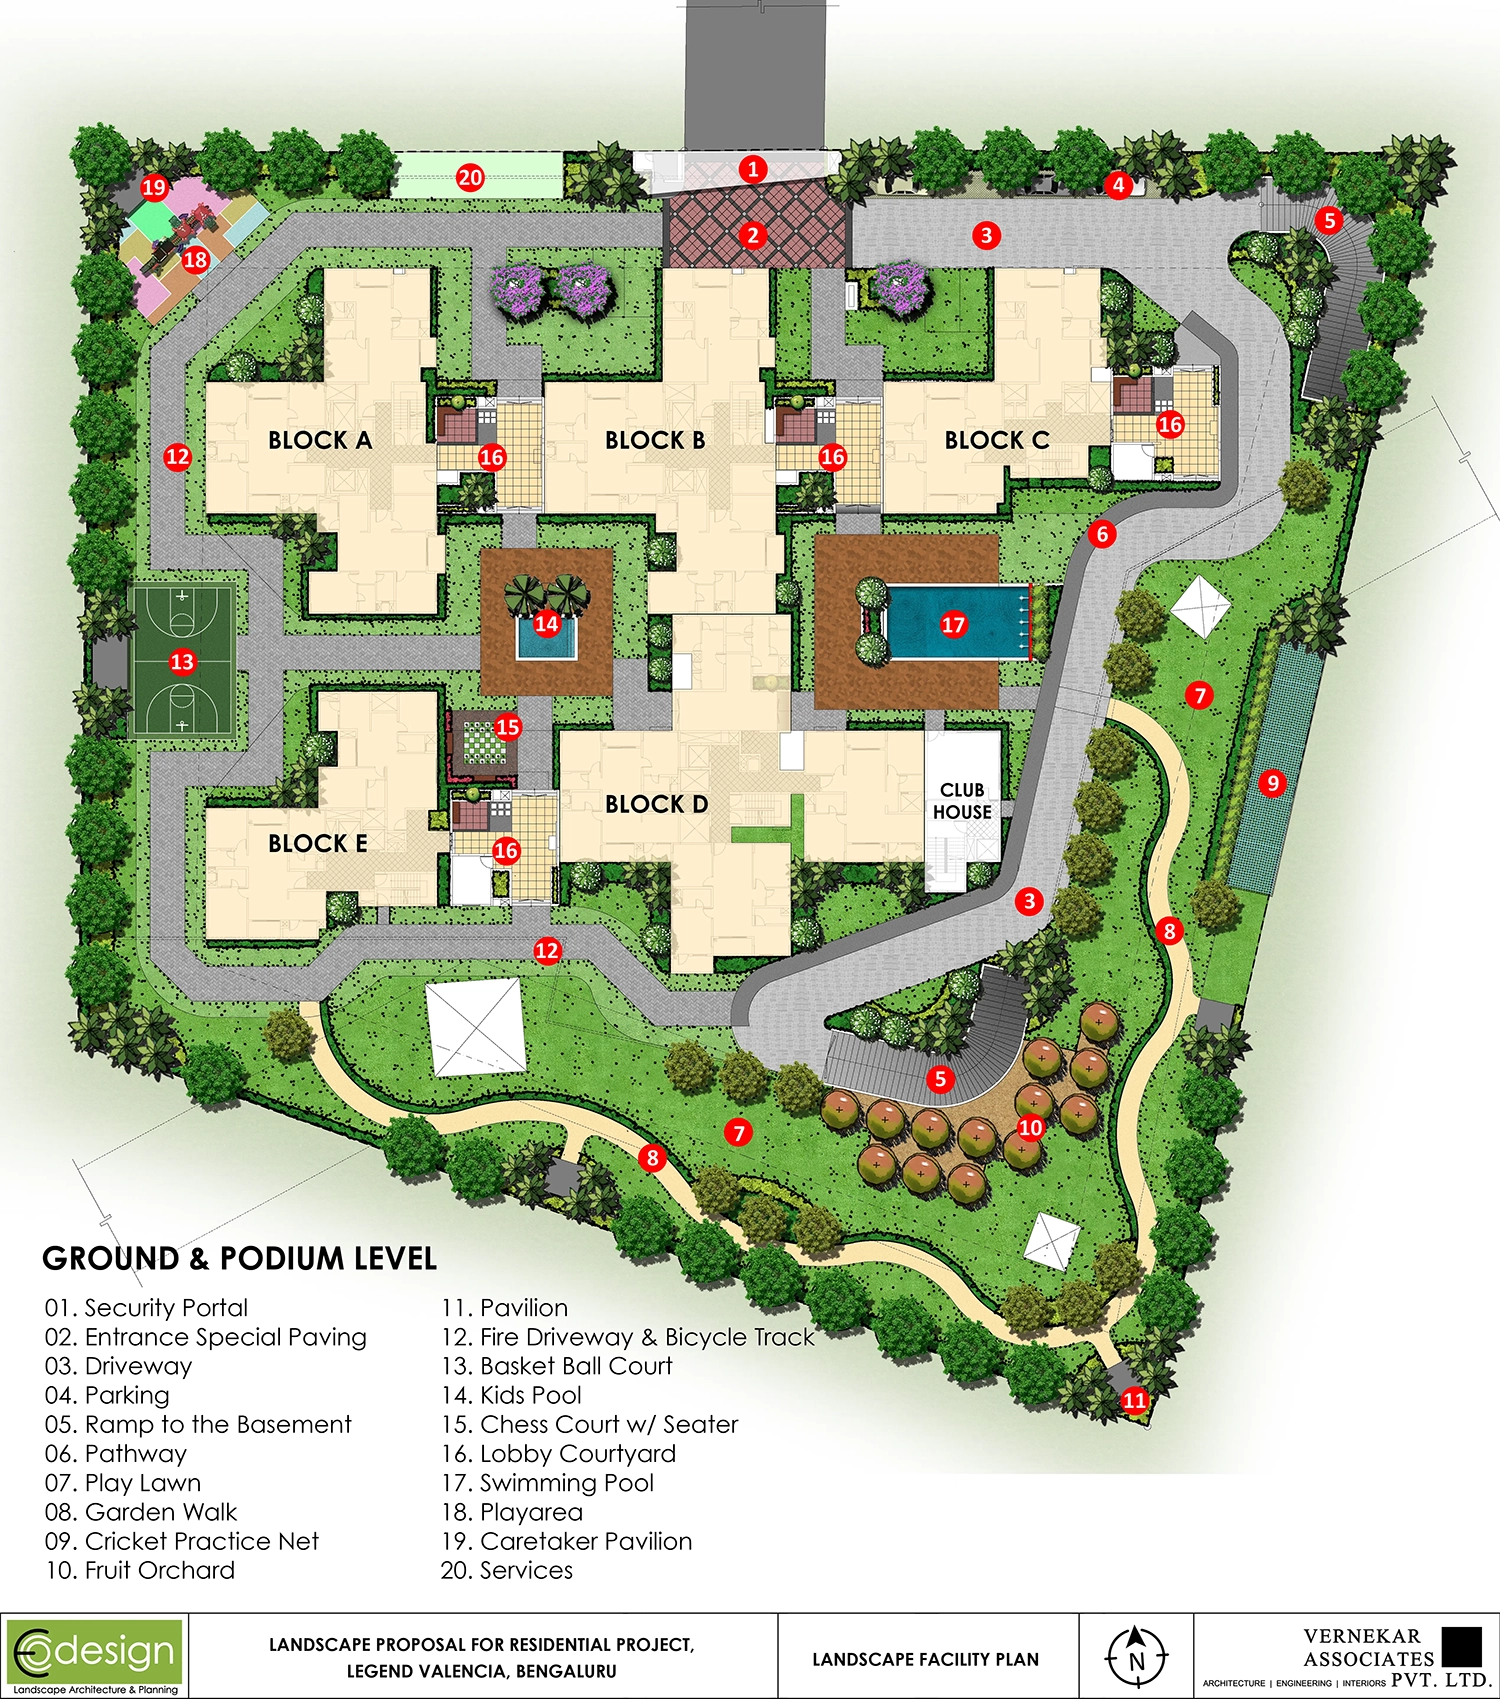 1
20
19
4
5
2
3
18
BLOCK A
BLOCK B
BLOCK C
16
12
16
16
6
14
17
13
7
15
9
CLUB
HOUSE
BLOCK D
BLOCK E
16
3
8
12
5
10
7
8
11
GROUND & PODIUM LEVEL
01. Security Portal
02. Entrance Special Paving
03. Driveway
04. Parking
05. Ramp to the Basement
06. Pathway
07. Play Lawn
08. Garden Walk
09. Cricket Practice Net
10. Fruit Orchard
11. Pavilion
12. Fire Driveway & Bicycle Track
13. Basket Ball Court
14. Kids Pool
15. Chess Court w/ Seater
16. Lobby Courtyard
17. Swimming Pool
18. Playarea
19. Caretaker Pavilion
20. Services
Ecodesign
Landscape Architecture & Planning
LANDSCAPE PROPOSAL FOR RESIDENTIAL PROJECT,
LEGEND VALENCIA, BENGALURU
LANDSCAPE FACILITY PLAN
N
VERNEKAR
ASSOCIATES
ARCHITECTURE | ENGINEERING | INTERIORS PVT. LTD.